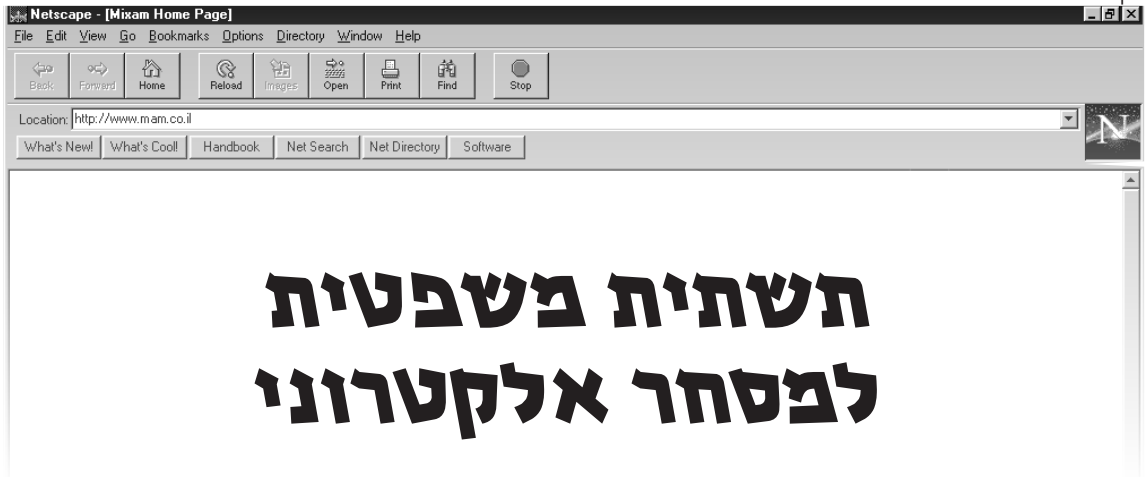 Netscape - [Mixam Home Page]
File Edit View Go Bookmarks Options Directory Window Help
Back Forward Home Reload Images Open Print Find Stop
Location: http://www.mam.co.il
N
What's New! What's Cool! Handbook Net Search Net Directory Software
תשתית משפטית
למסחר אלקטרוני